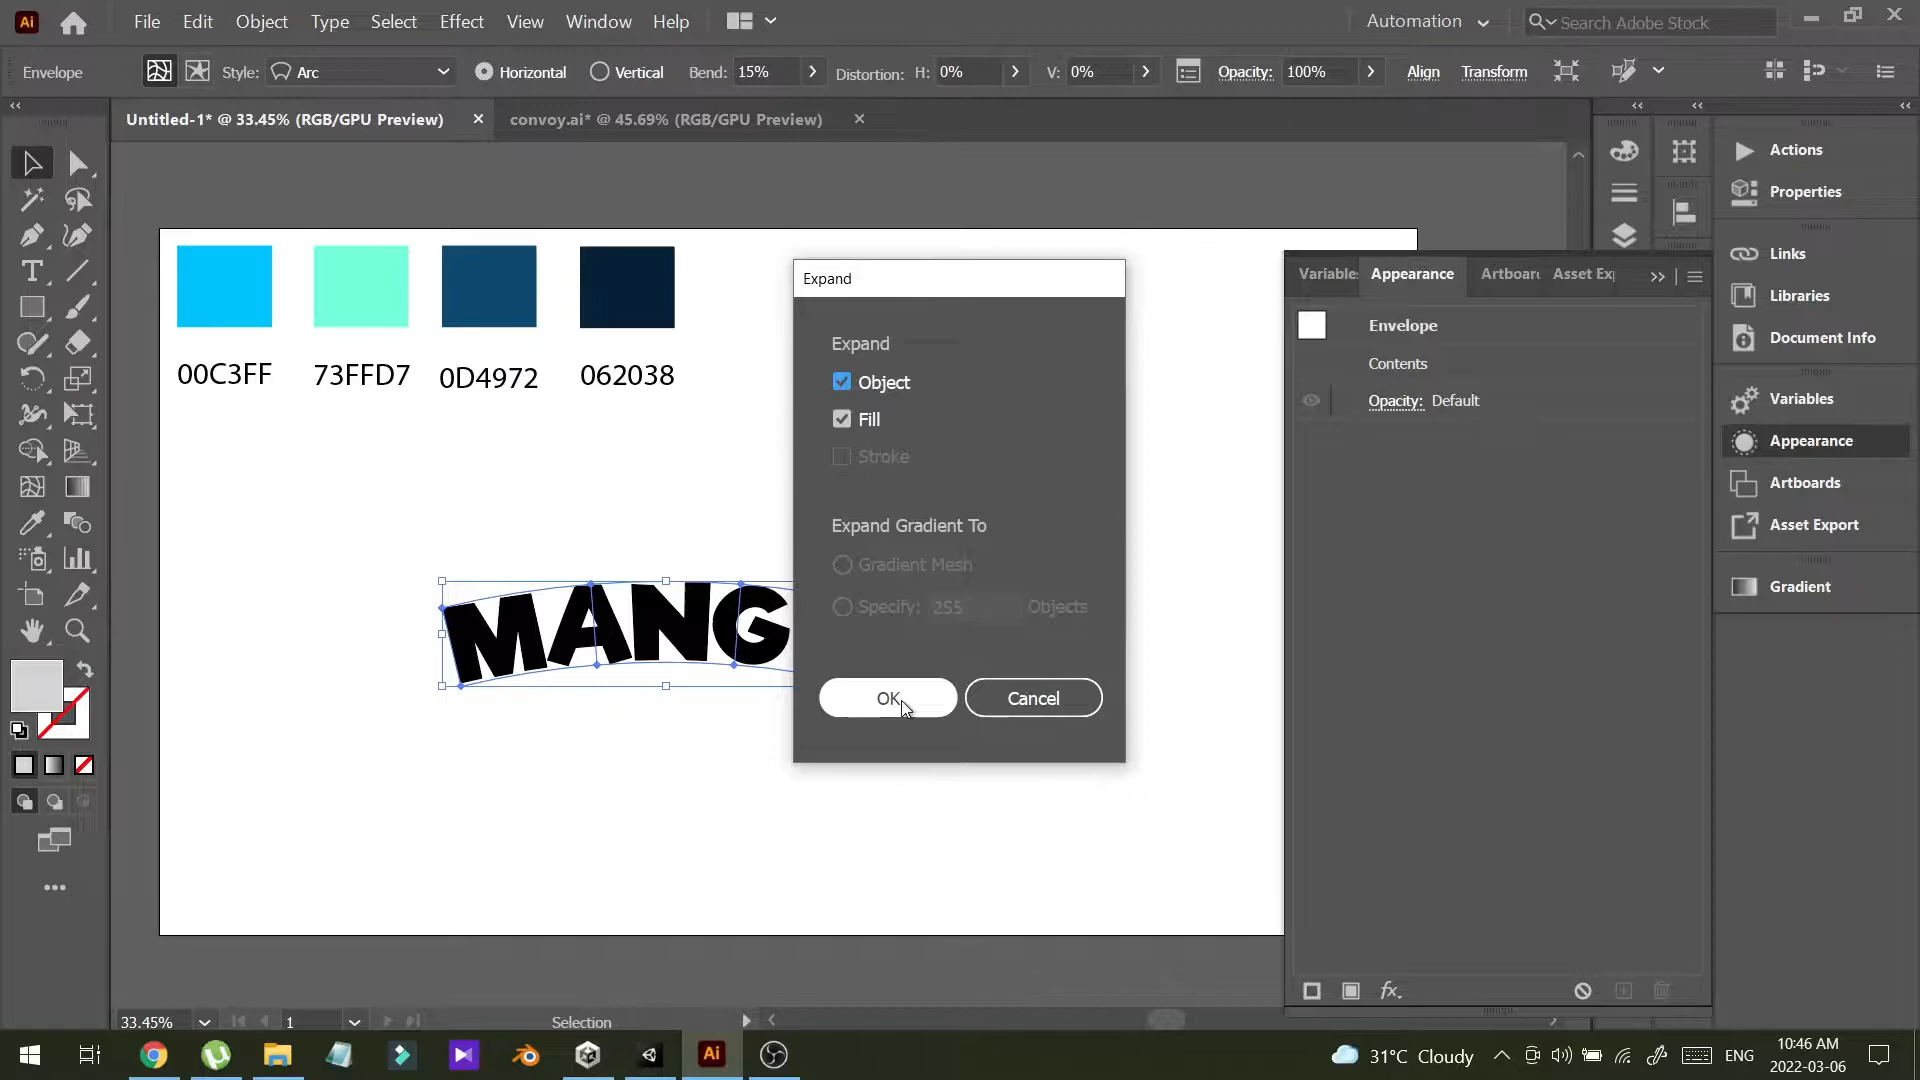 Ai File Edit Object Type Select Effect View Window Help Automation Search Adobe Stock
Envelope Style: Arc Horizontal Vertical Bend: 15% Distortion: H: 0% V: 0% Opacity: 100% Align Transform
Untitled-1* @ 33.45% (RGB/GPU Preview) convoy.ai* @ 45.69% (RGB/GPU Preview)
00C3FF 73FFD7 0D4972 062038
MANG
Expand
Expand
Object
Fill
Stroke
Expand Gradient To
Gradient Mesh
Specify: 255 Objects
OK Cancel
Variable Appearance Artboar Asset Ex
Envelope
Contents
Opacity: Default
fx
Actions
Properties
Links
Libraries
Document Info
Variables
Appearance
Artboards
Asset Export
Gradient
33.45% 1 Selection
Ai 31°C Cloudy ENG 10:46 AM
2022-03-06